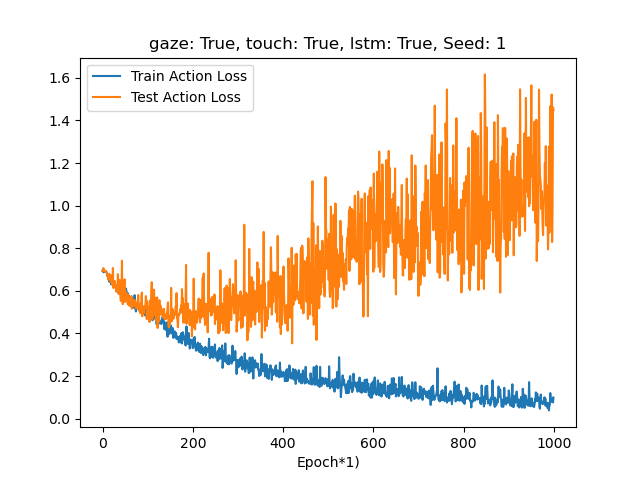 gaze: True, touch: True, lstm: True, Seed: 1
Train Action Loss
Test Action Loss
1.6
1.4
1.2
1.0
0.8
0.6
0.4
0.2
0.0
0 200 400 600 800 1000
Epoch*1)